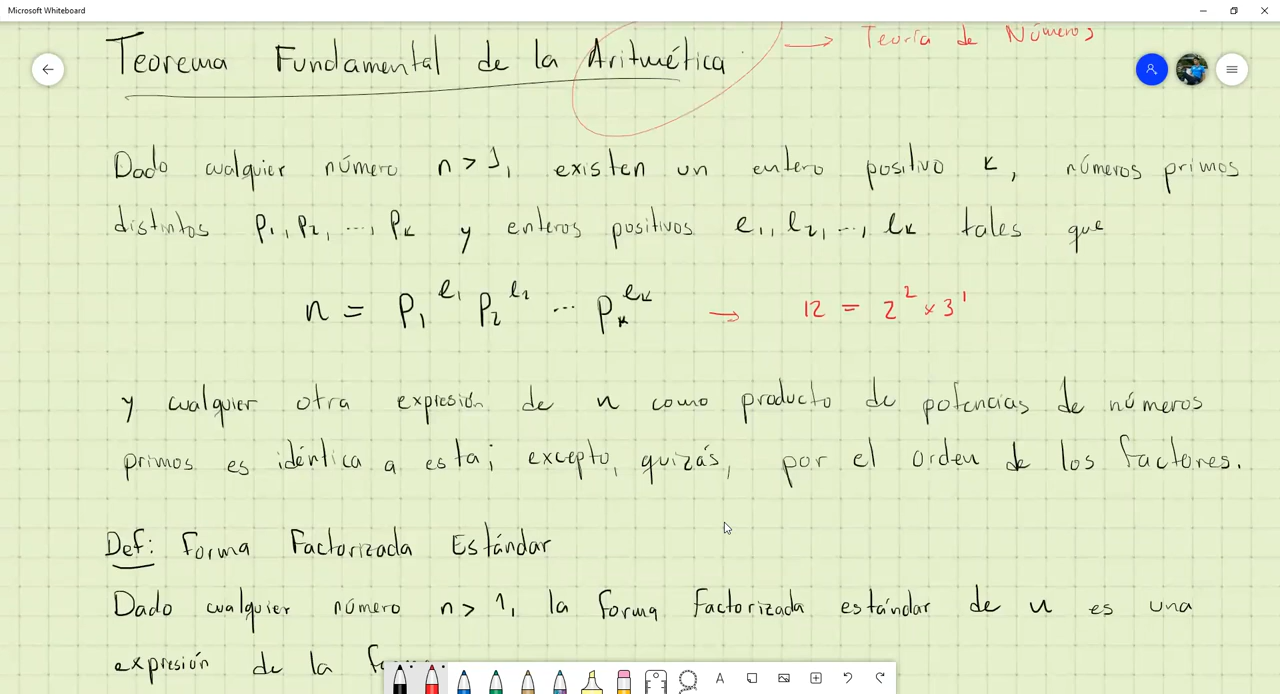 Microsoft Whiteboard
Teorema Fundamental de la Aritmética → Teoría de Números
Dado cualquier número n > 1, existen un entero positivo k, números primos
distintos p₁, p₂, ..., pₖ y enteros positivos e₁, e₂, ..., eₖ tales que
n = p₁^e₁ p₂^e₂ ... pₖ^eₖ → 12 = 2² × 3¹
y cualquier otra expresión de n como producto de potencias de números
primos es idéntica a esta; excepto, quizás, por el orden de los factores.
Def: Forma Factorizada Estándar
Dado cualquier número n > 1, la forma factorizada estándar de n es una
expresión de la